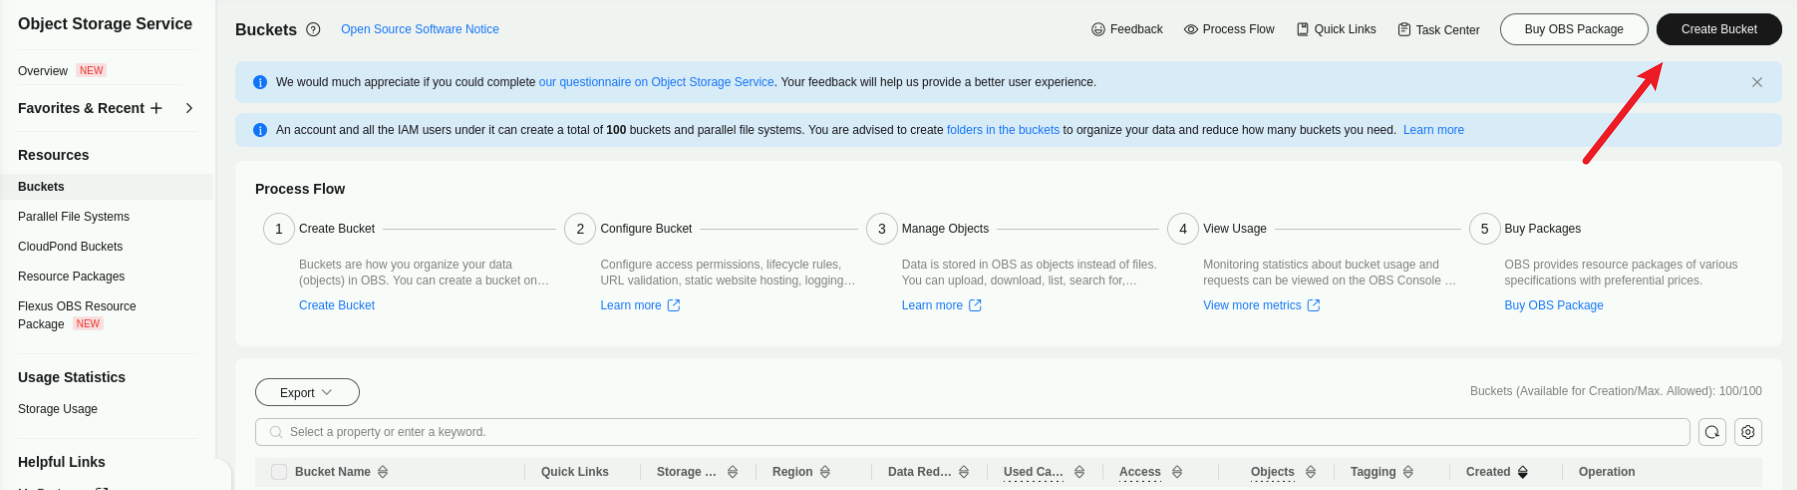 Object Storage Service
Overview NEW
Favorites & Recent
Resources
Buckets
Parallel File Systems
CloudPond Buckets
Resource Packages
Flexus OBS Resource
Package NEW
Usage Statistics
Storage Usage
Helpful Links
Buckets Open Source Software Notice Feedback Process Flow Quick Links Task Center Buy OBS Package Create Bucket
We would much appreciate if you could complete our questionnaire on Object Storage Service. Your feedback will help us provide a better user experience.
An account and all the IAM users under it can create a total of 100 buckets and parallel file systems. You are advised to create folders in the buckets to organize your data and reduce how many buckets you need. Learn more
Process Flow
1 Create Bucket
Buckets are how you organize your data
(objects) in OBS. You can create a bucket on…
Create Bucket
2 Configure Bucket
Configure access permissions, lifecycle rules,
URL validation, static website hosting, logging…
Learn more
3 Manage Objects
Data is stored in OBS as objects instead of files.
You can upload, download, list, search for,…
Learn more
4 View Usage
Monitoring statistics about bucket usage and
requests can be viewed on the OBS Console …
View more metrics
5 Buy Packages
OBS provides resource packages of various
specifications with preferential prices.
Buy OBS Package
Export
Buckets (Available for Creation/Max. Allowed): 100/100
Select a property or enter a keyword.
Bucket Name Quick Links Storage … Region Data Red… Used Ca… Access Objects Tagging Created Operation